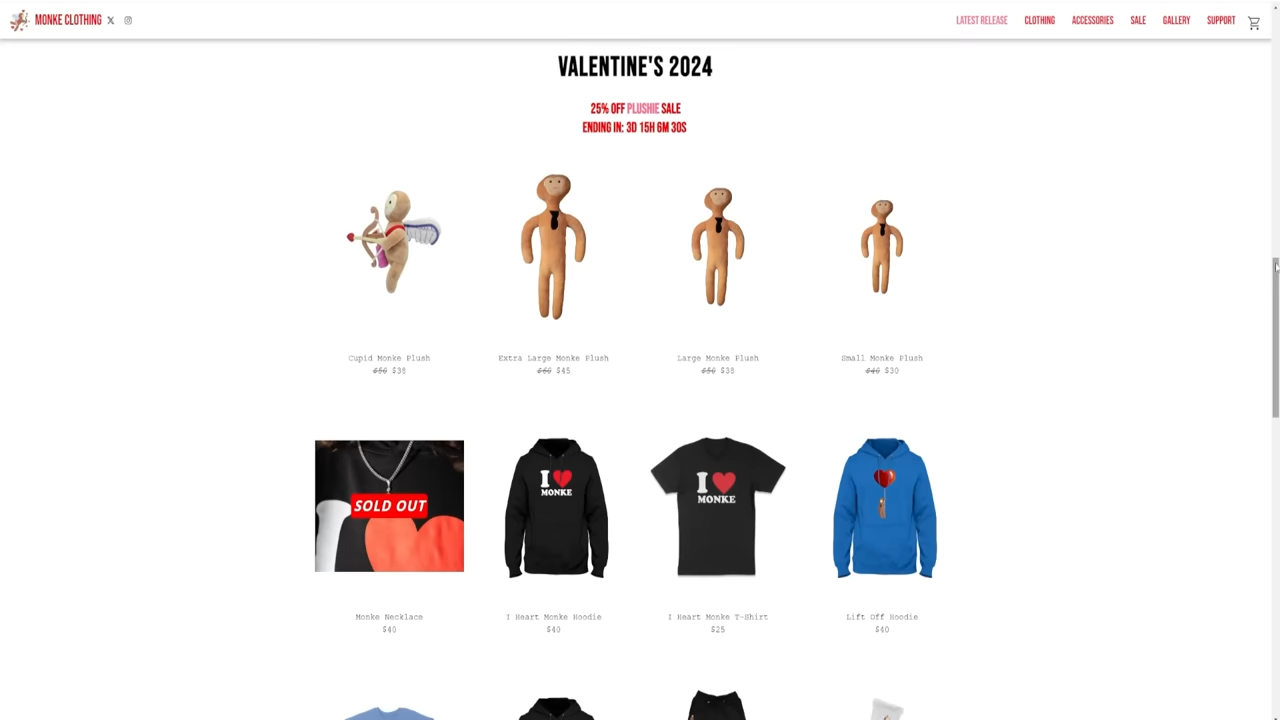 MONKE CLOTHING
LATEST RELEASE CLOTHING ACCESSORIES SALE GALLERY SUPPORT
VALENTINE'S 2024
25% OFF PLUSHIE SALE
ENDING IN: 3D 15H 6M 30S
Cupid Monke Plush
$50 $38
Extra Large Monke Plush
$60 $45
Large Monke Plush
$50 $38
Small Monke Plush
$40 $30
SOLD OUT
I
MONKE
I
MONKE
Monke Necklace
$40
I Heart Monke Hoodie
$40
I Heart Monke T-Shirt
$25
Lift Off Hoodie
$40